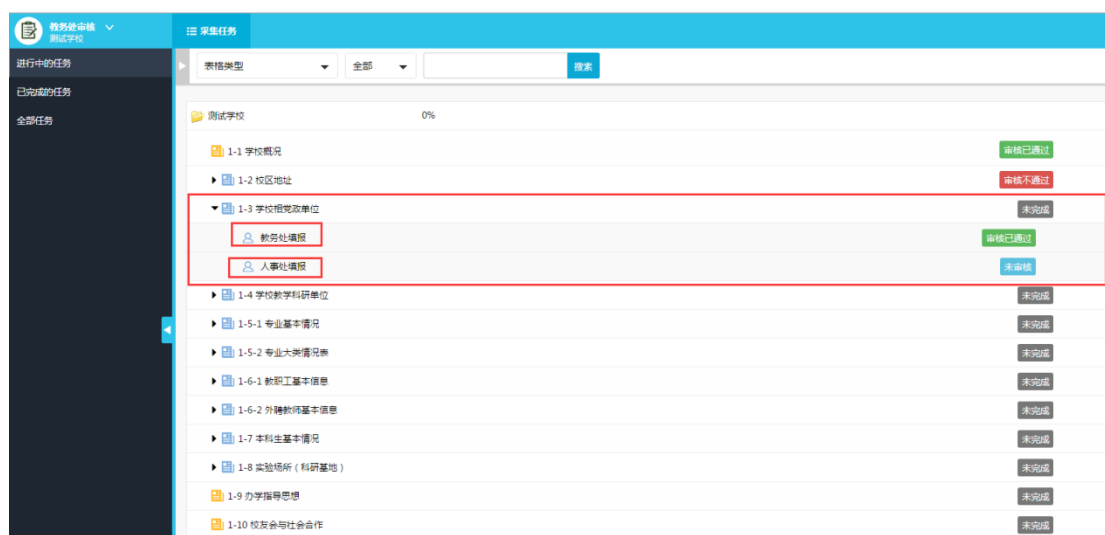 教务处审核
测试学校
采集任务
进行中的任务
已完成的任务
全部任务
表格类型 全部 搜索
测试学校 0%
1-1 学校概况 审核已通过
1-2 校区地址 审核不通过
1-3 学校相党政单位 未完成
教务处填报 审核已通过
人事处填报 未审核
1-4 学校教学科研单位 未完成
1-5-1 专业基本情况 未完成
1-5-2 专业大类情况表 未完成
1-6-1 教职工基本信息 未完成
1-6-2 外聘教师基本信息 未完成
1-7 本科生基本情况 未完成
1-8 实验场所（科研基地） 未完成
1-9 办学指导思想 未完成
1-10 校友会与社会合作 未完成